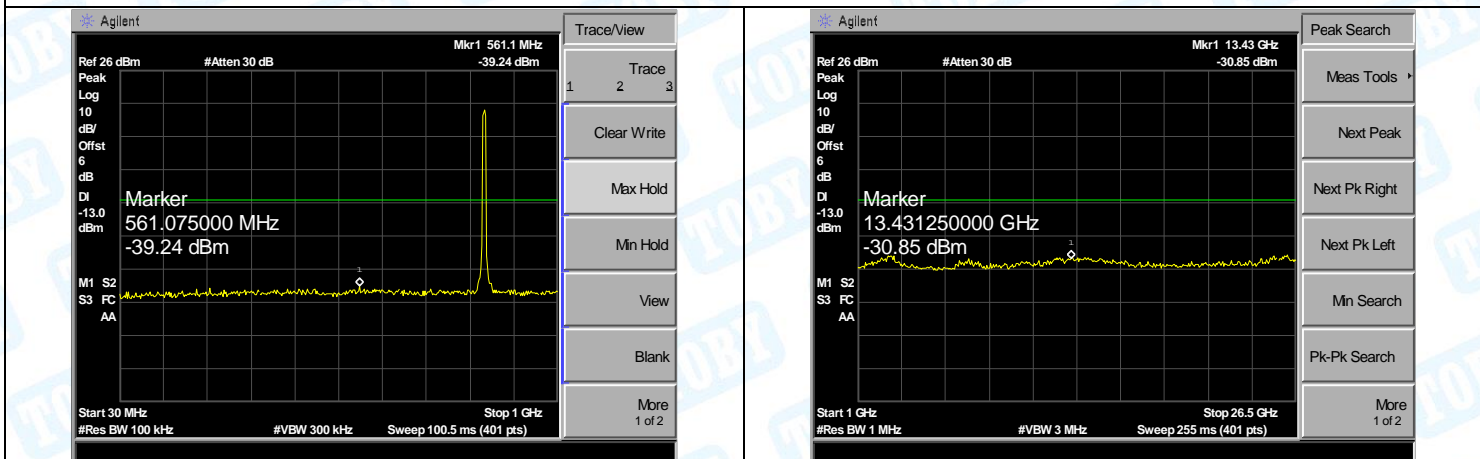 Agilent
Trace/View
Mkr1 561.1 MHz
Ref 26 dBm #Atten 30 dB -39.24 dBm
Peak
Log
10
dB/
Offst
6
dB
DI
-13.0
dBm
Marker
561.075000 MHz
-39.24 dBm
1
M1 S2
S3 FC
AA
Start 30 MHz Stop 1 GHz
#Res BW 100 kHz #VBW 300 kHz Sweep 100.5 ms (401 pts)
Trace
1 2 3
Clear Write
Max Hold
Min Hold
View
Blank
More
1 of 2
Agilent
Peak Search
Mkr1 13.43 GHz
Ref 26 dBm #Atten 30 dB -30.85 dBm
Peak
Log
10
dB/
Offst
6
dB
DI
-13.0
dBm
Marker
13.431250000 GHz
-30.85 dBm
1
M1 S2
S3 FC
AA
Start 1 GHz Stop 26.5 GHz
#Res BW 1 MHz #VBW 3 MHz Sweep 255 ms (401 pts)
Meas Tools
Next Peak
Next Pk Right
Next Pk Left
Min Search
Pk-Pk Search
More
1 of 2
TOBY